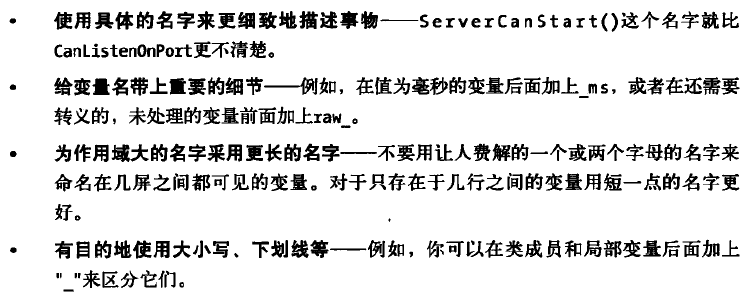 • 使用具体的名字来更细致地描述事物——ServerCanStart()这个名字就比
CanListenOnPort更不清楚。
• 给变量名带上重要的细节——例如，在值为毫秒的变量后面加上_ms，或者在还需要
转义的，未处理的变量前面加上raw_。
• 为作用域大的名字采用更长的名字——不要用让人费解的一个或两个字母的名字来
命名在几屏之间都可见的变量。对于只存在于几行之间的变量用短一点的名字更
好。
• 有目的地使用大小写、下划线等——例如，你可以在类成员和局部变量后面加上
"_"来区分它们。